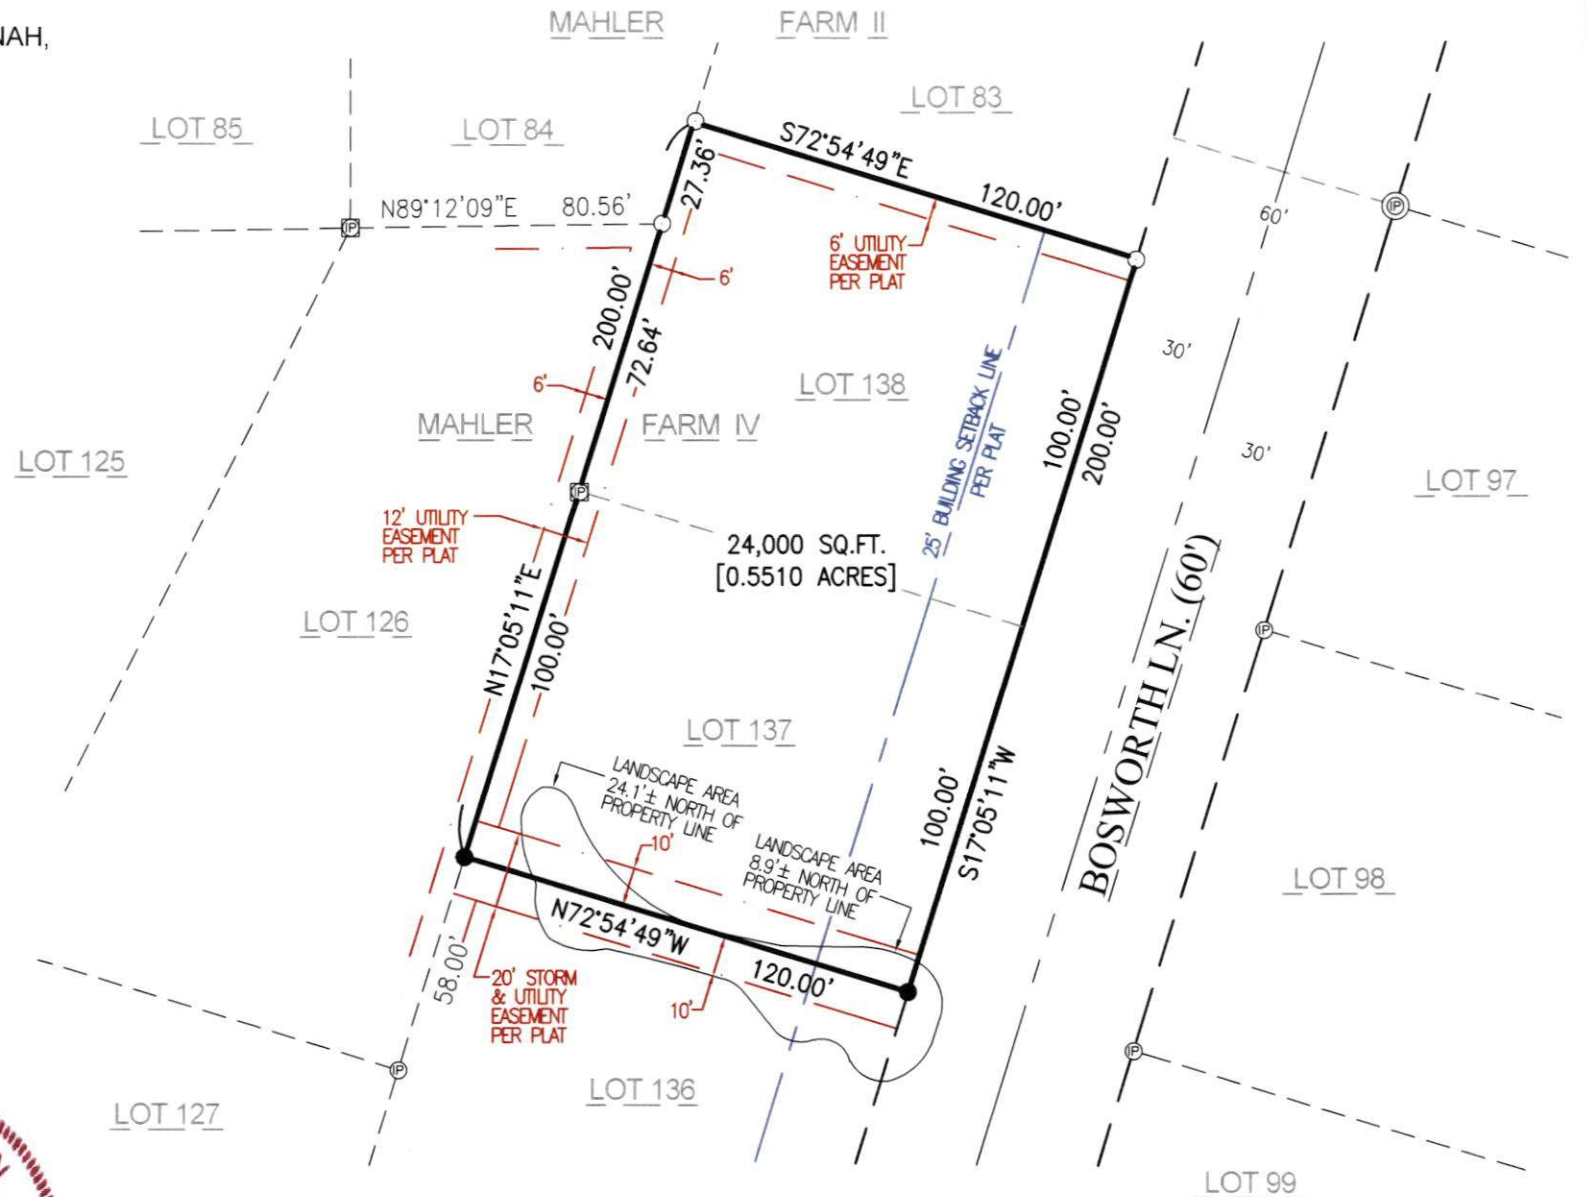 NAH,
MAHLER FARM II
LOT 85
LOT 84
LOT 83
S72°54'49"E
120.00'
27.36'
N89°12'09"E 80.56'
IP
IP
60'
6' UTILITY
EASEMENT
PER PLAT
6'
200.00'
72.64'
30'
6'
LOT 138
25' BUILDING SETBACK LINE
PER PLAT
100.00'
200.00'
30'
MAHLER FARM IV
LOT 125
LOT 97
IP
12' UTILITY
EASEMENT
PER PLAT
24,000 SQ.FT.
[0.5510 ACRES]
N17°05'11"E
100.00'
LOT 126
IP
BOSWORTH LN. (60')
LOT 137
LANDSCAPE AREA
24.1'± NORTH OF
PROPERTY LINE
100.00'
S17°05'11"W
10'
LANDSCAPE AREA
8.9'± NORTH OF
PROPERTY LINE
LOT 98
N72°54'49"W
120.00'
58.00'
20' STORM
& UTILITY
EASEMENT
PER PLAT
10'
IP
IP
LOT 136
LOT 127
LOT 99